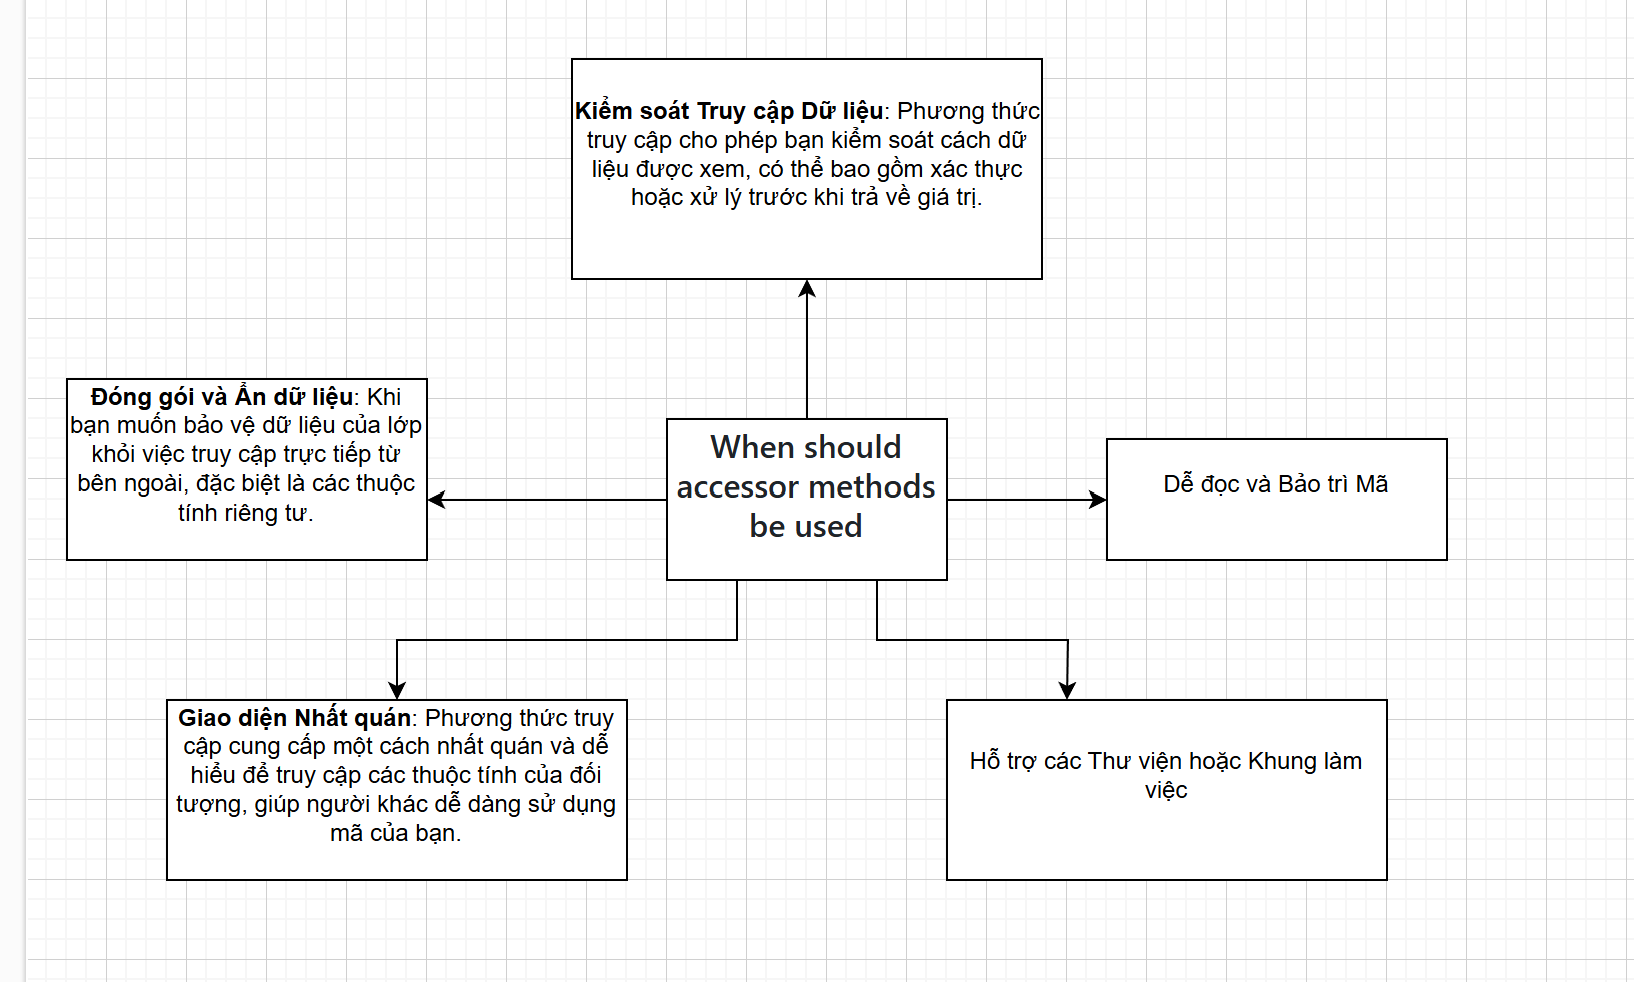 Kiểm soát Truy cập Dữ liệu: Phương thức
truy cập cho phép bạn kiểm soát cách dữ
liệu được xem, có thể bao gồm xác thực
hoặc xử lý trước khi trả về giá trị.
Đóng gói và Ẩn dữ liệu: Khi
bạn muốn bảo vệ dữ liệu của lớp
khỏi việc truy cập trực tiếp từ
bên ngoài, đặc biệt là các thuộc
tính riêng tư.
When should
accessor methods
be used
Dễ đọc và Bảo trì Mã
Giao diện Nhất quán: Phương thức truy
cập cung cấp một cách nhất quán và dễ
hiểu để truy cập các thuộc tính của đối
tượng, giúp người khác dễ dàng sử dụng
mã của bạn.
Hỗ trợ các Thư viện hoặc Khung làm
việc